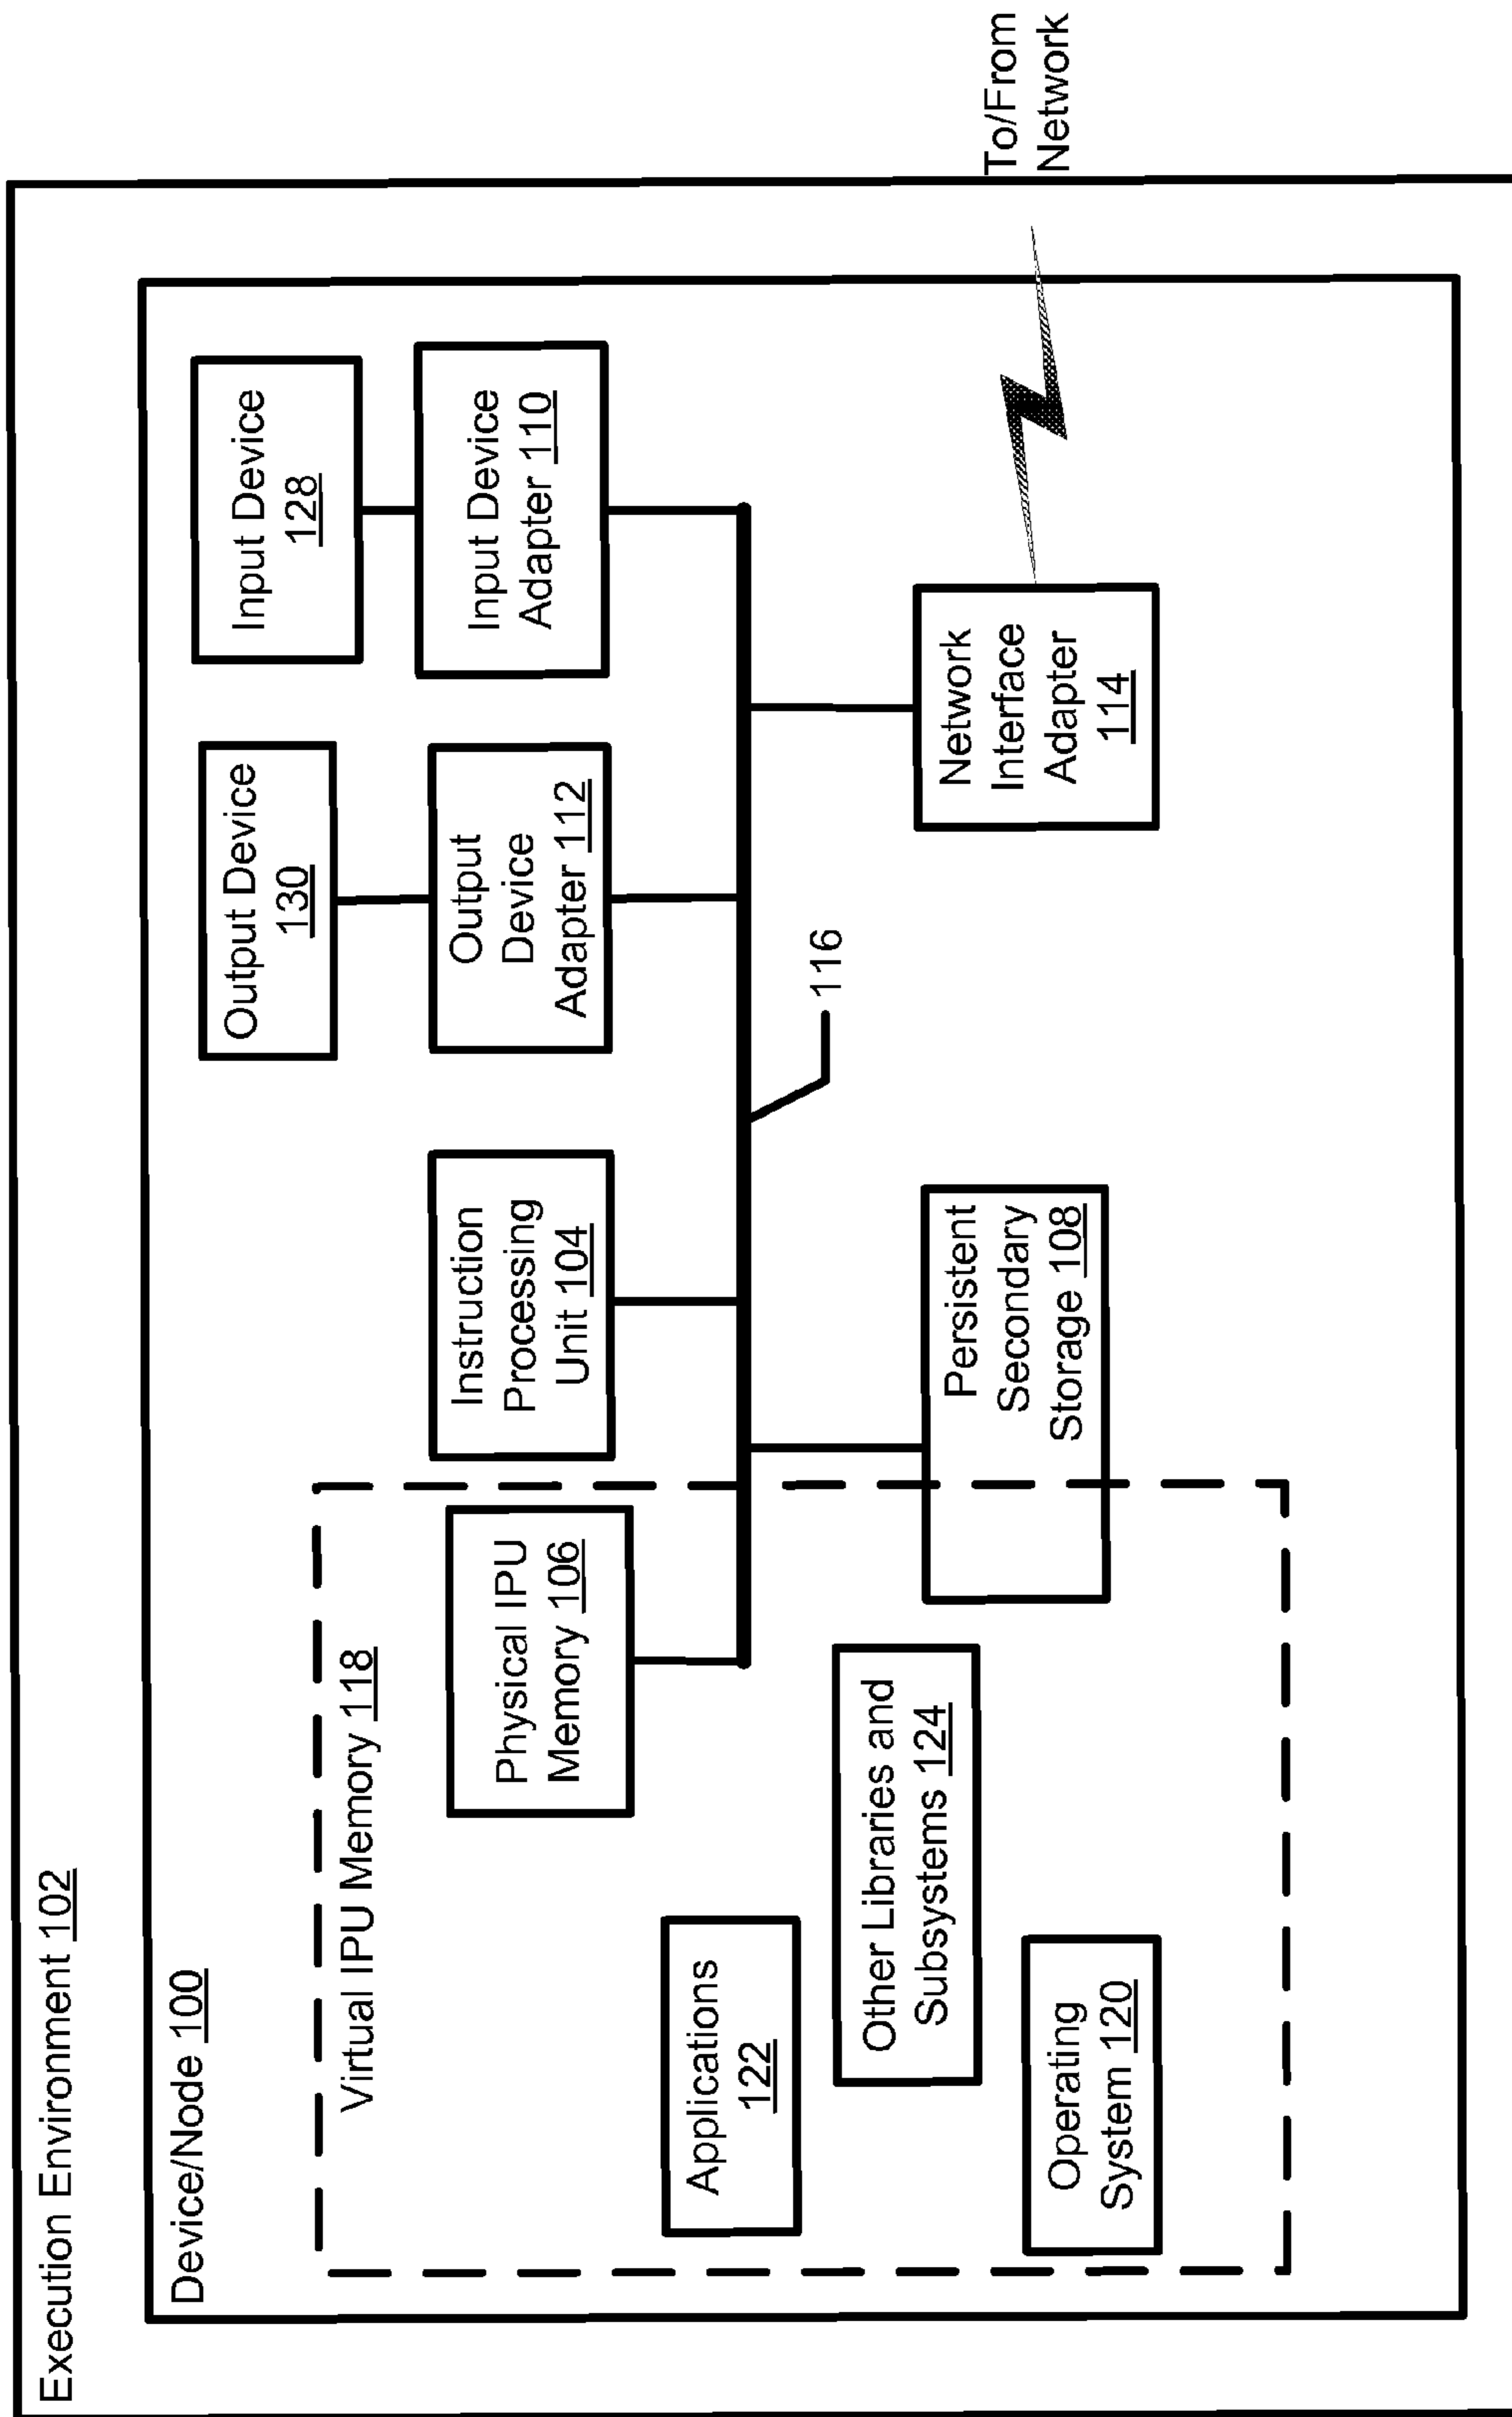 Execution Environment 102
Device/Node 100
Virtual IPU Memory 118
Output Device
130
Input Device
128
Physical IPU
Memory 106
Instruction
Processing
Unit 104
Output
Device
Adapter 112
Input Device
Adapter 110
116
Applications
122
Other Libraries and
Subsystems 124
Operating
System 120
Persistent
Secondary
Storage 108
Network
Interface
Adapter
114
To/From
Network